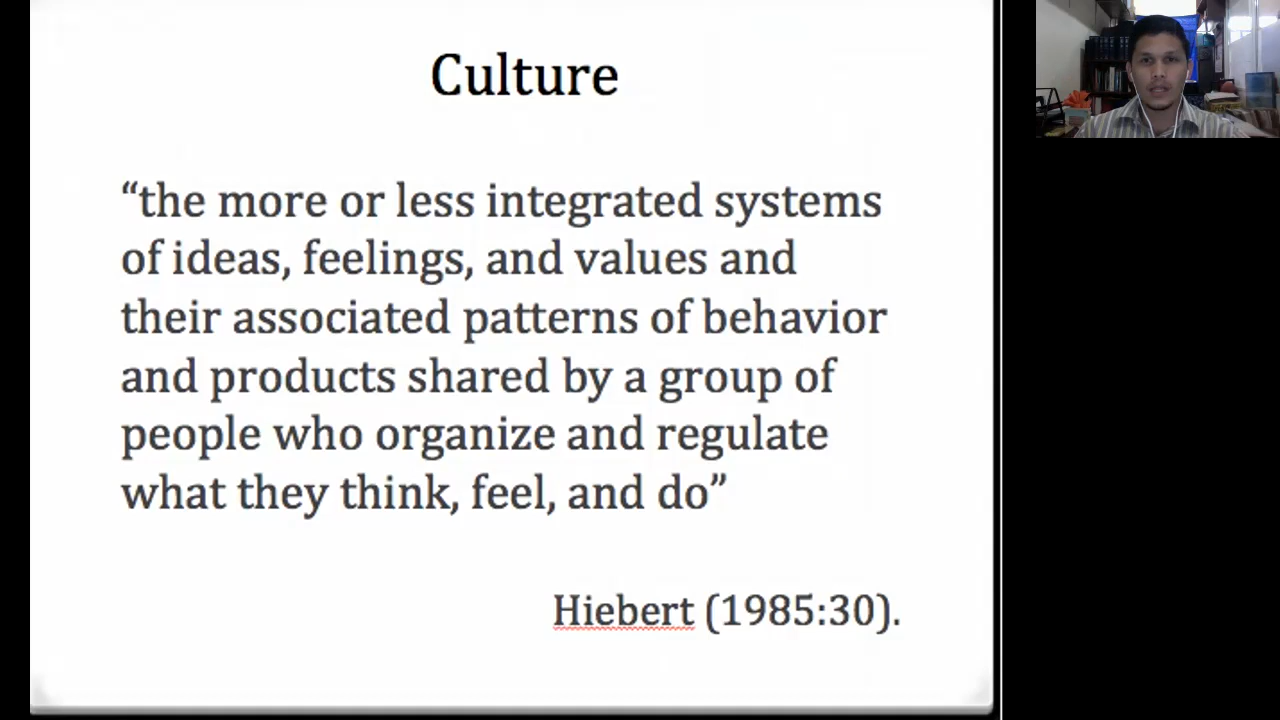 Culture
“the more or less integrated systems
of ideas, feelings, and values and
their associated patterns of behavior
and products shared by a group of
people who organize and regulate
what they think, feel, and do”
Hiebert (1985:30).